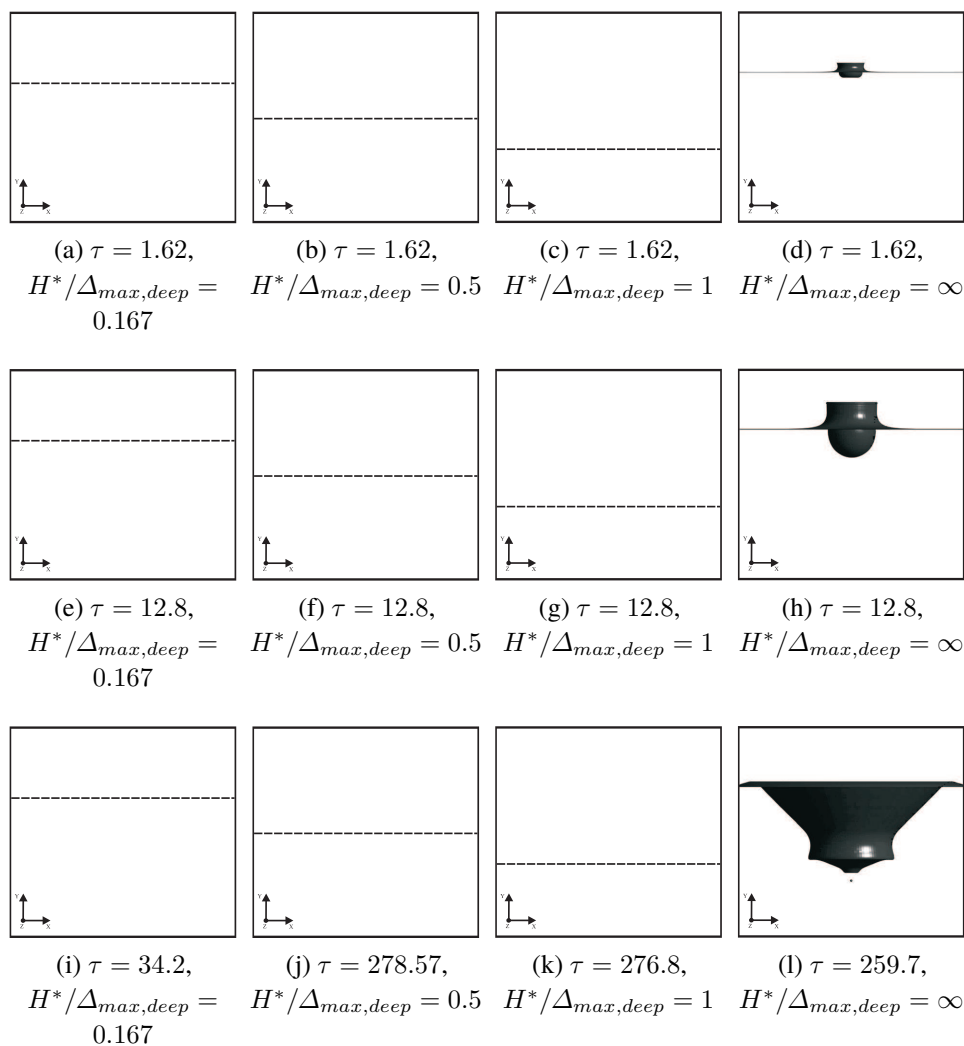 Y
Z X
Y
Z X
Y
Z X
Y
Z X
(a) τ = 1.62,
H*/Δmax,deep =
0.167
(b) τ = 1.62,
H*/Δmax,deep = 0.5
(c) τ = 1.62,
H*/Δmax,deep = 1
(d) τ = 1.62,
H*/Δmax,deep = ∞
Y
Z X
Y
Z X
Y
Z X
Y
Z X
(e) τ = 12.8,
H*/Δmax,deep =
0.167
(f) τ = 12.8,
H*/Δmax,deep = 0.5
(g) τ = 12.8,
H*/Δmax,deep = 1
(h) τ = 12.8,
H*/Δmax,deep = ∞
Y
Z X
Y
Z X
Y
Z X
Y
Z X
(i) τ = 34.2,
H*/Δmax,deep =
0.167
(j) τ = 278.57,
H*/Δmax,deep = 0.5
(k) τ = 276.8,
H*/Δmax,deep = 1
(l) τ = 259.7,
H*/Δmax,deep = ∞